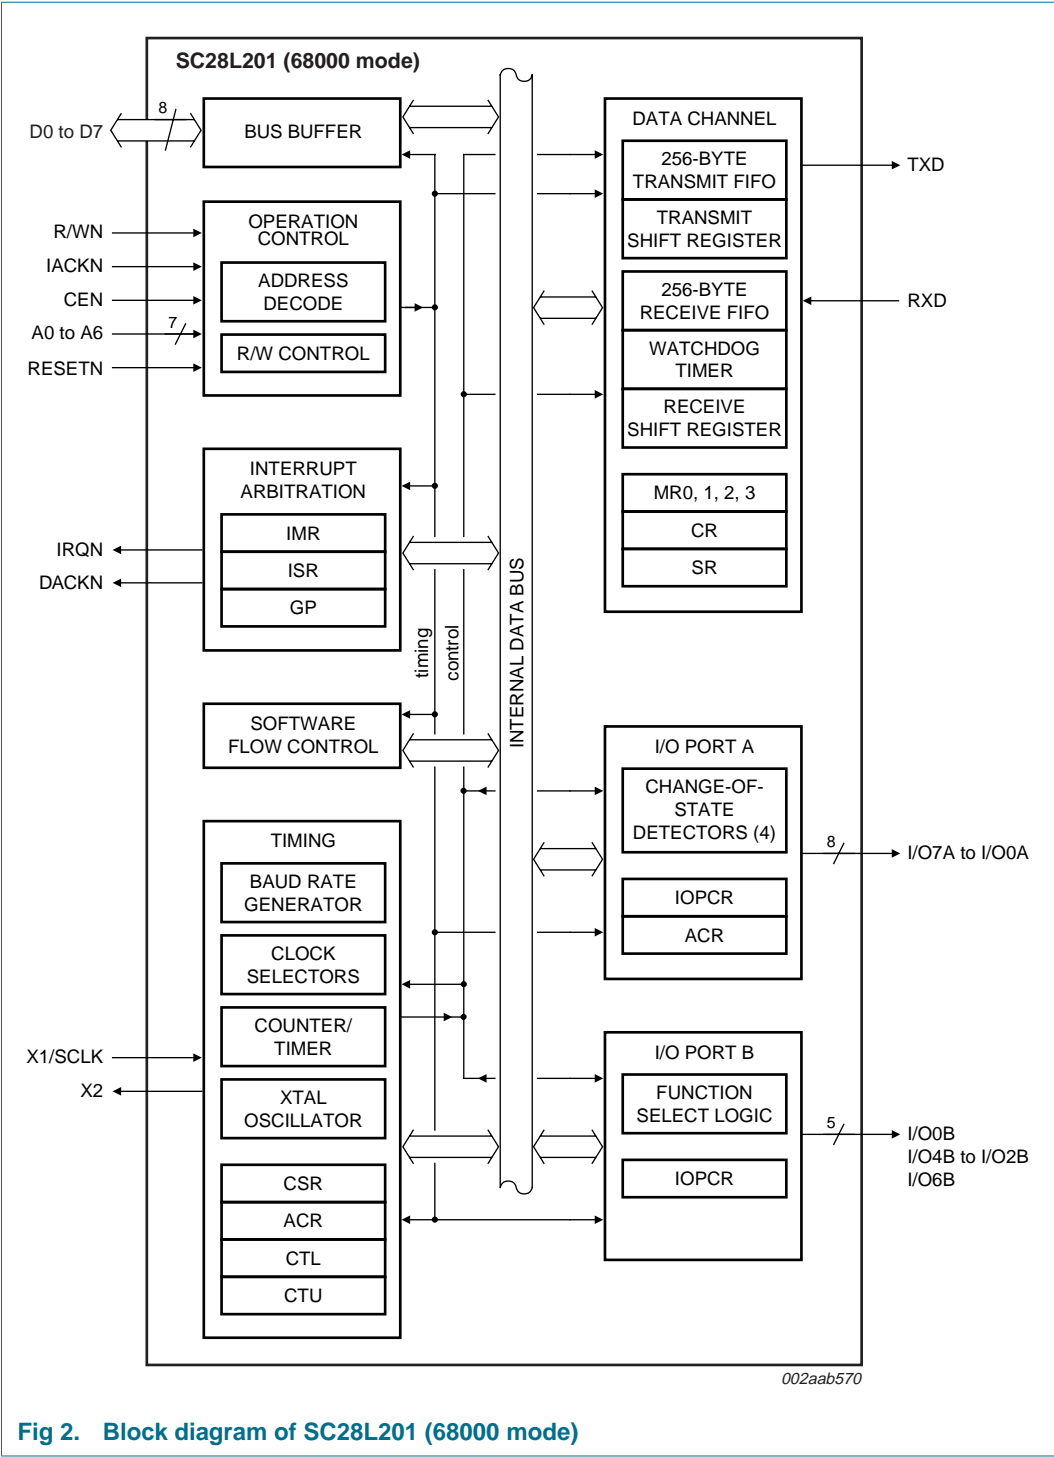 SC28L201 (68000 mode)
D0 to D7
8
BUS BUFFER
R/WN
IACKN
CEN
A0 to A6
7
RESETN
OPERATION
CONTROL
ADDRESS
DECODE
R/W CONTROL
INTERRUPT
ARBITRATION
IMR
ISR
GP
IRQN
DACKN
timing
control
INTERNAL DATA BUS
SOFTWARE
FLOW CONTROL
TIMING
BAUD RATE
GENERATOR
CLOCK
SELECTORS
COUNTER/
TIMER
XTAL
OSCILLATOR
CSR
ACR
CTL
CTU
X1/SCLK
X2
DATA CHANNEL
256-BYTE
TRANSMIT FIFO
TRANSMIT
SHIFT REGISTER
256-BYTE
RECEIVE FIFO
WATCHDOG
TIMER
RECEIVE
SHIFT REGISTER
MR0, 1, 2, 3
CR
SR
TXD
RXD
I/O PORT A
CHANGE-OF-
STATE
DETECTORS (4)
IOPCR
ACR
8
I/O7A to I/O0A
I/O PORT B
FUNCTION
SELECT LOGIC
IOPCR
5
I/O0B
I/O4B to I/O2B
I/O6B
002aab570
Fig 2. Block diagram of SC28L201 (68000 mode)